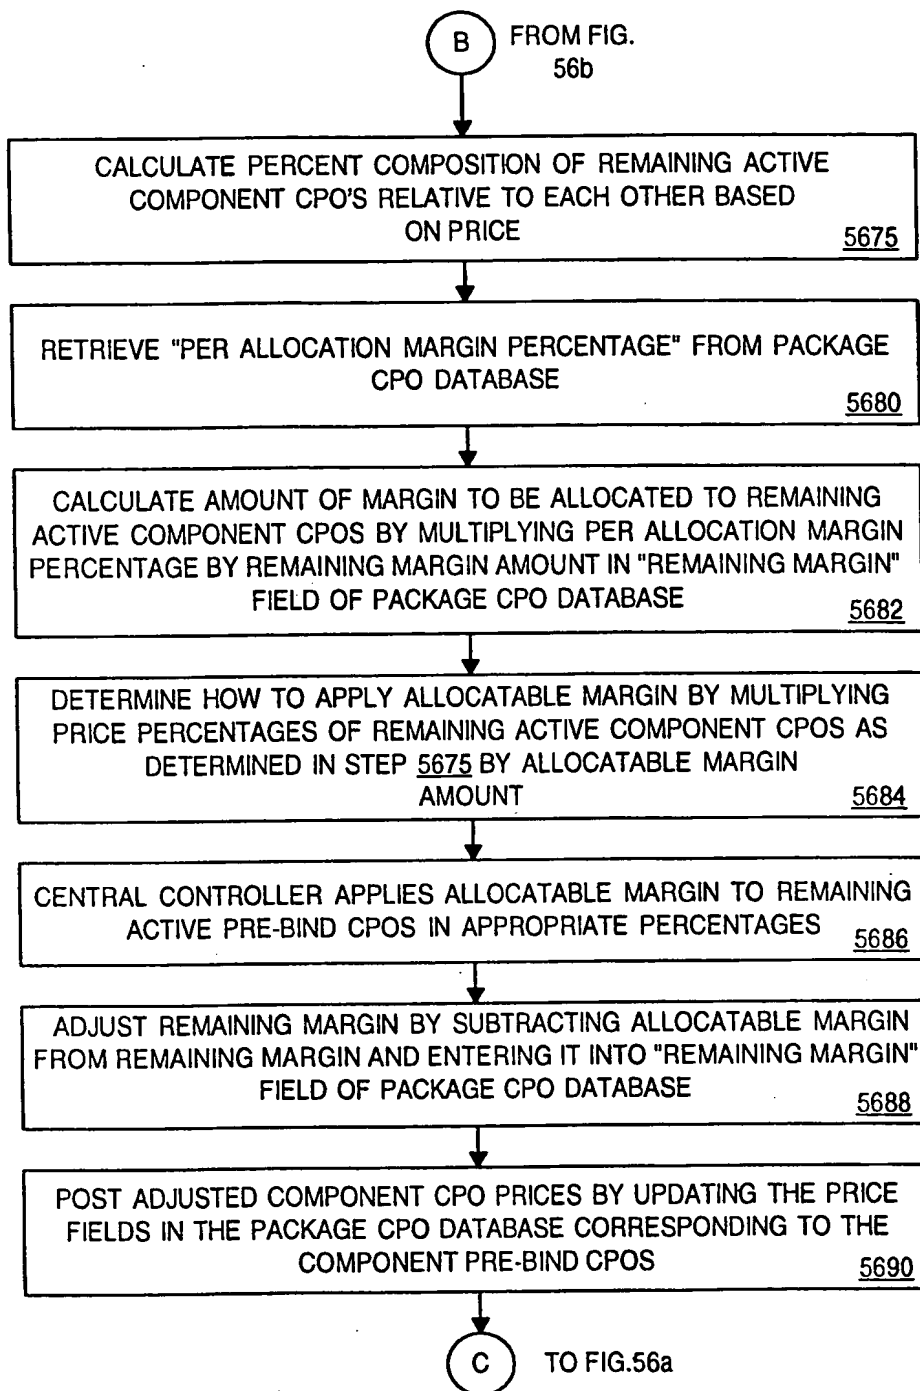 B FROM FIG.
56b
CALCULATE PERCENT COMPOSITION OF REMAINING ACTIVE
COMPONENT CPO'S RELATIVE TO EACH OTHER BASED
ON PRICE 5675
RETRIEVE "PER ALLOCATION MARGIN PERCENTAGE" FROM PACKAGE
CPO DATABASE
5680
CALCULATE AMOUNT OF MARGIN TO BE ALLOCATED TO REMAINING
ACTIVE COMPONENT CPOS BY MULTIPLYING PER ALLOCATION MARGIN
PERCENTAGE BY REMAINING MARGIN AMOUNT IN "REMAINING MARGIN"
FIELD OF PACKAGE CPO DATABASE 5682
DETERMINE HOW TO APPLY ALLOCATABLE MARGIN BY MULTIPLYING
PRICE PERCENTAGES OF REMAINING ACTIVE COMPONENT CPOS AS
DETERMINED IN STEP 5675 BY ALLOCATABLE MARGIN
AMOUNT 5684
CENTRAL CONTROLLER APPLIES ALLOCATABLE MARGIN TO REMAINING
ACTIVE PRE-BIND CPOS IN APPROPRIATE PERCENTAGES 5686
ADJUST REMAINING MARGIN BY SUBTRACTING ALLOCATABLE MARGIN
FROM REMAINING MARGIN AND ENTERING IT INTO "REMAINING MARGIN"
FIELD OF PACKAGE CPO DATABASE 5688
POST ADJUSTED COMPONENT CPO PRICES BY UPDATING THE PRICE
FIELDS IN THE PACKAGE CPO DATABASE CORRESPONDING TO THE
COMPONENT PRE-BIND CPOS 5690
C TO FIG.56a